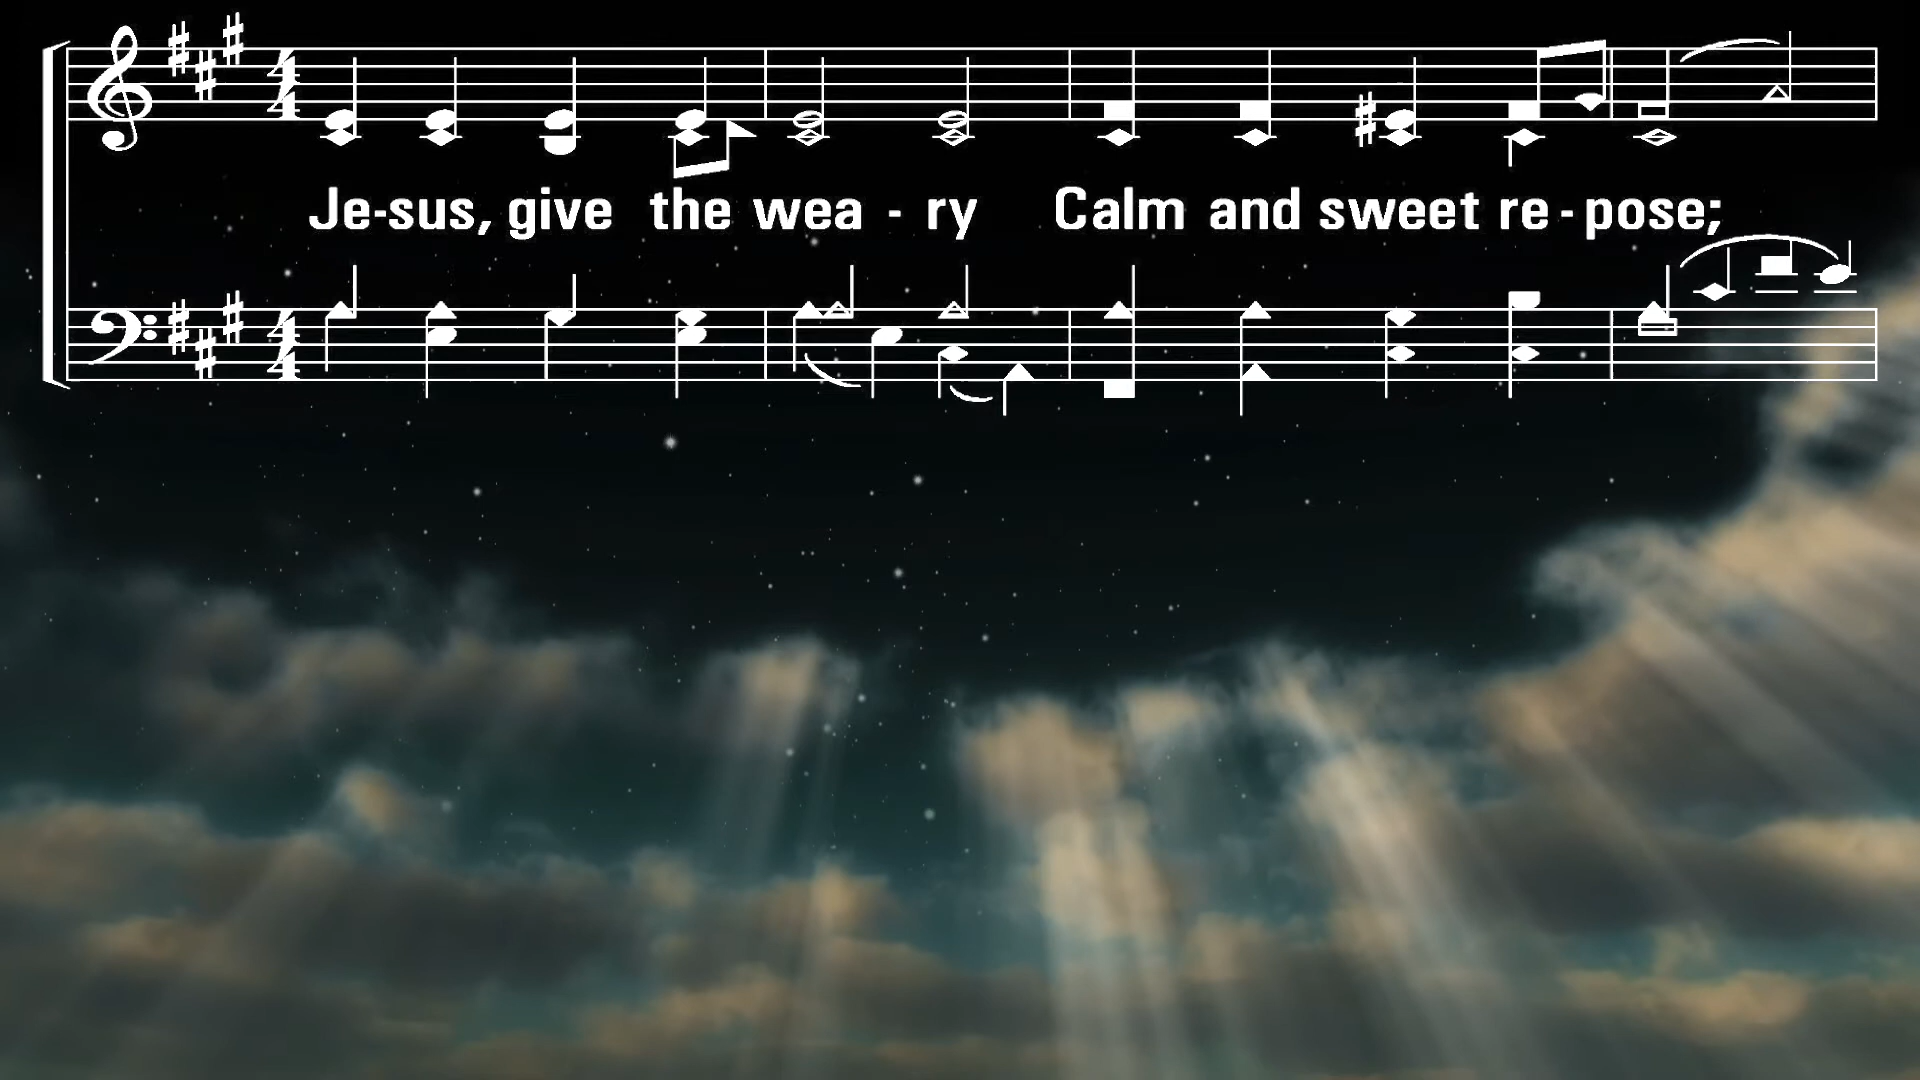 Je-sus, give the wea - ry Calm and sweet re - pose;